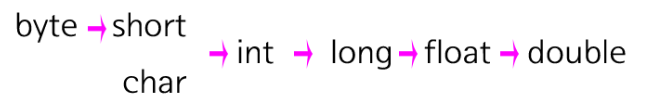 byte → short
→ int → long → float → double
char